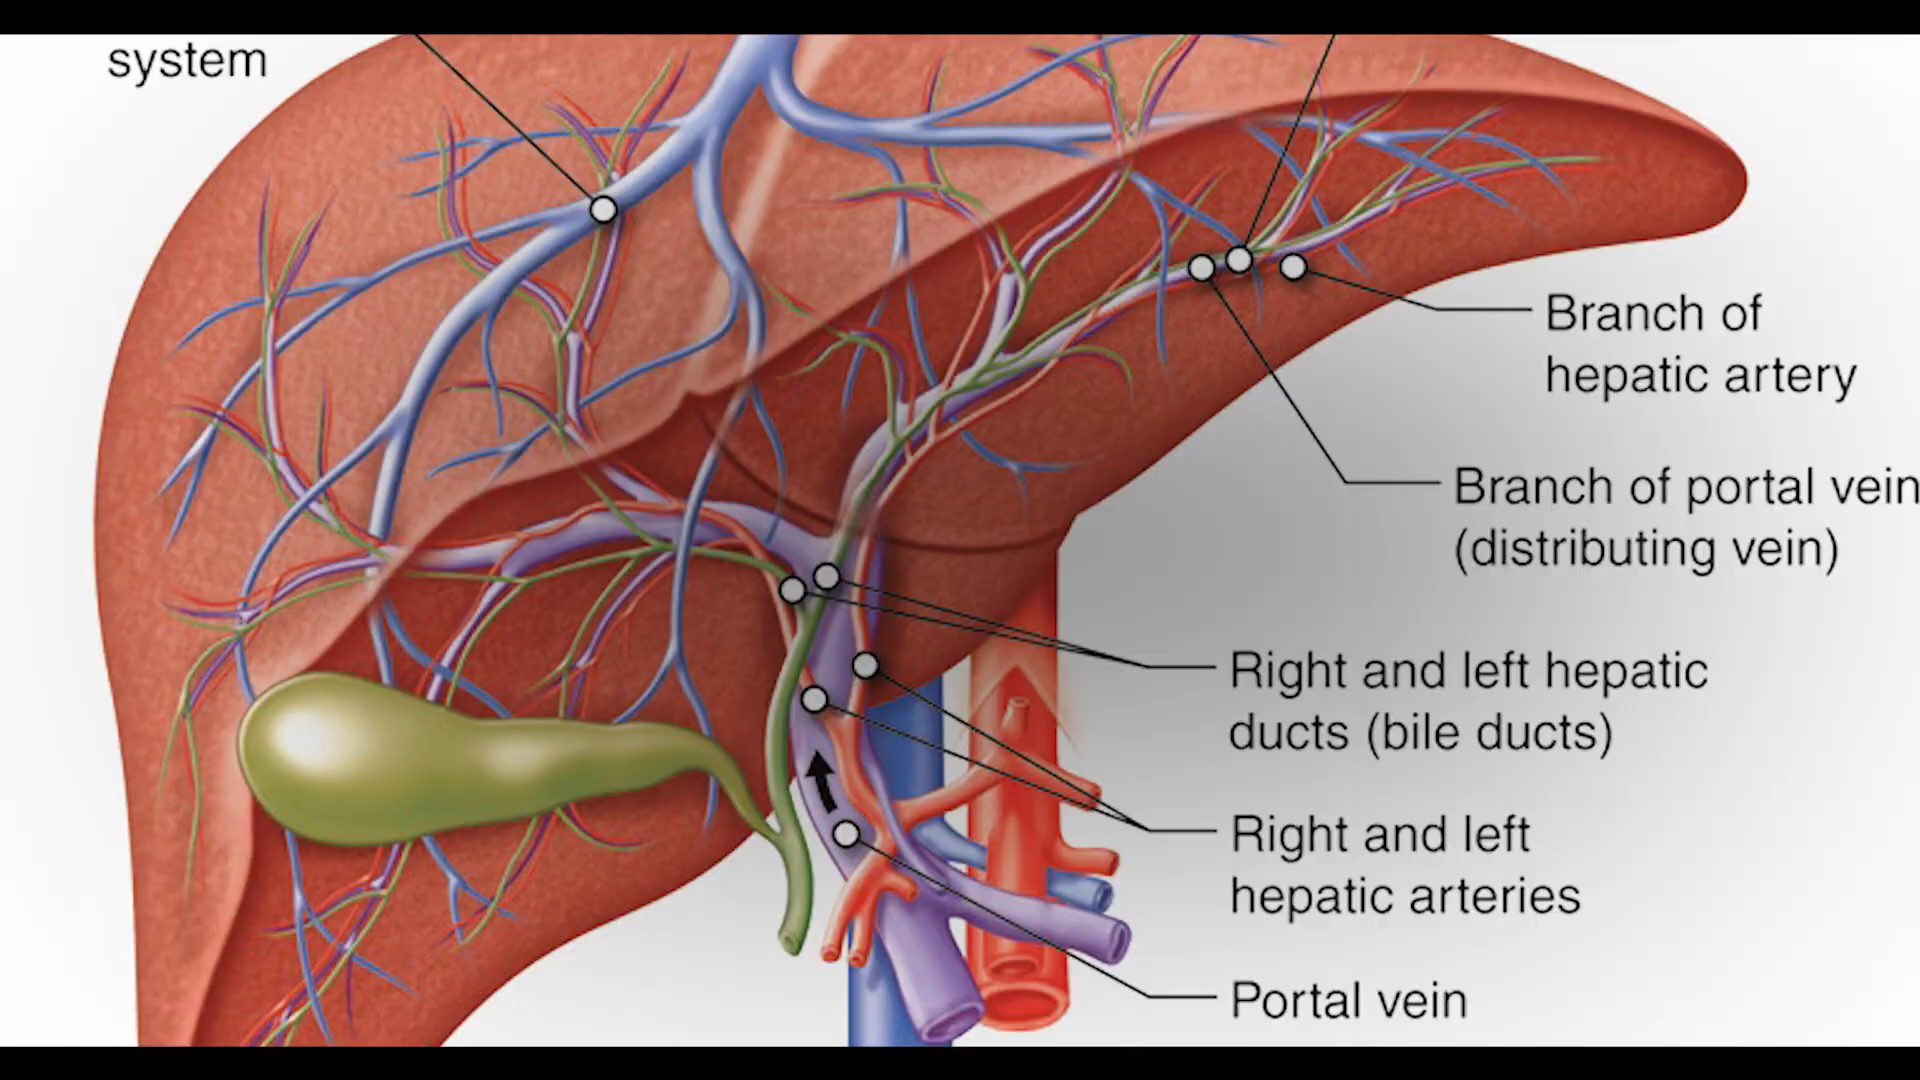 system
Branch of
hepatic artery
Branch of portal vein
(distributing vein)
Right and left hepatic
ducts (bile ducts)
Right and left
hepatic arteries
Portal vein